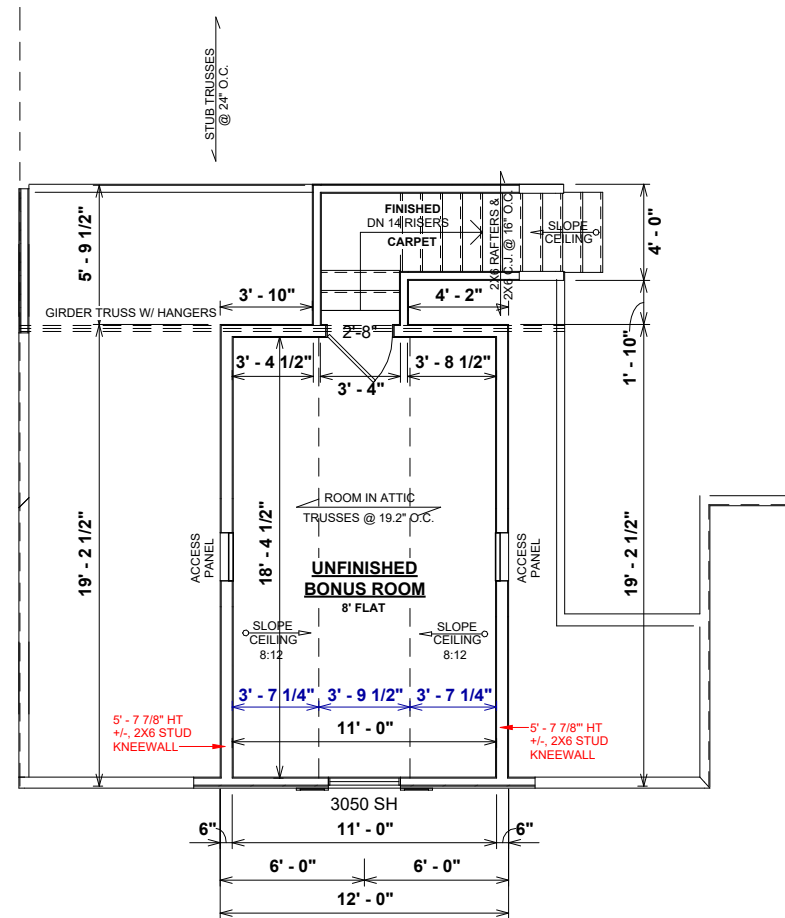 STUB TRUSSES
@ 24" O.C.
5' - 9 1/2"
FINISHED
DN 14 RISERS
CARPET
2X6 RAFTERS &
2X6 C.J. @ 16" O.C.
SLOPE
CEILING
4' - 0"
3' - 10"
4' - 2"
GIRDER TRUSS W/ HANGERS
2'-8"
1' - 10"
3' - 4 1/2"
3' - 4"
3' - 8 1/2"
19' - 2 1/2"
ACCESS
PANEL
18' - 4 1/2"
ROOM IN ATTIC
TRUSSES @ 19.2" O.C.
ACCESS
PANEL
19' - 2 1/2"
UNFINISHED
BONUS ROOM
8' FLAT
SLOPE
CEILING
8:12
SLOPE
CEILING
8:12
3' - 7 1/4"
3' - 9 1/2"
3' - 7 1/4"
5' - 7 7/8" HT
+/-, 2X6 STUD
KNEEWALL
11' - 0"
5' - 7 7/8"' HT
+/-, 2X6 STUD
KNEEWALL
3050 SH
6"
11' - 0"
6"
6' - 0"
6' - 0"
12' - 0"